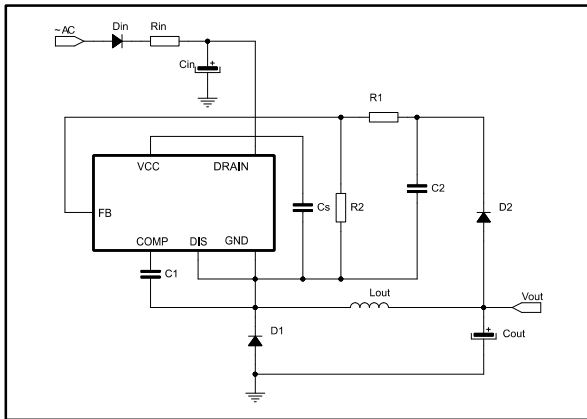 ~AC
Din
Rin
Cin
R1
VCC
DRAIN
Cs
R2
C2
FB
D2
COMP
DIS
GND
C1
Lout
Vout
D1
Cout